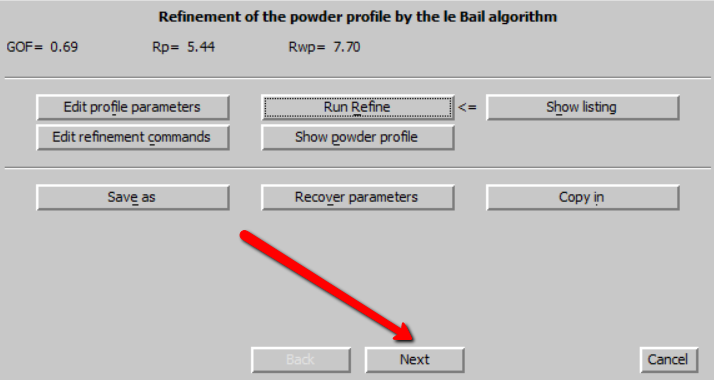 Refinement of the powder profile by the le Bail algorithm
GOF= 0.69 Rp= 5.44 Rwp= 7.70
Edit profile parameters Run Refine <= Show listing
Edit refinement commands Show powder profile
Save as Recover parameters Copy in
Back Next Cancel